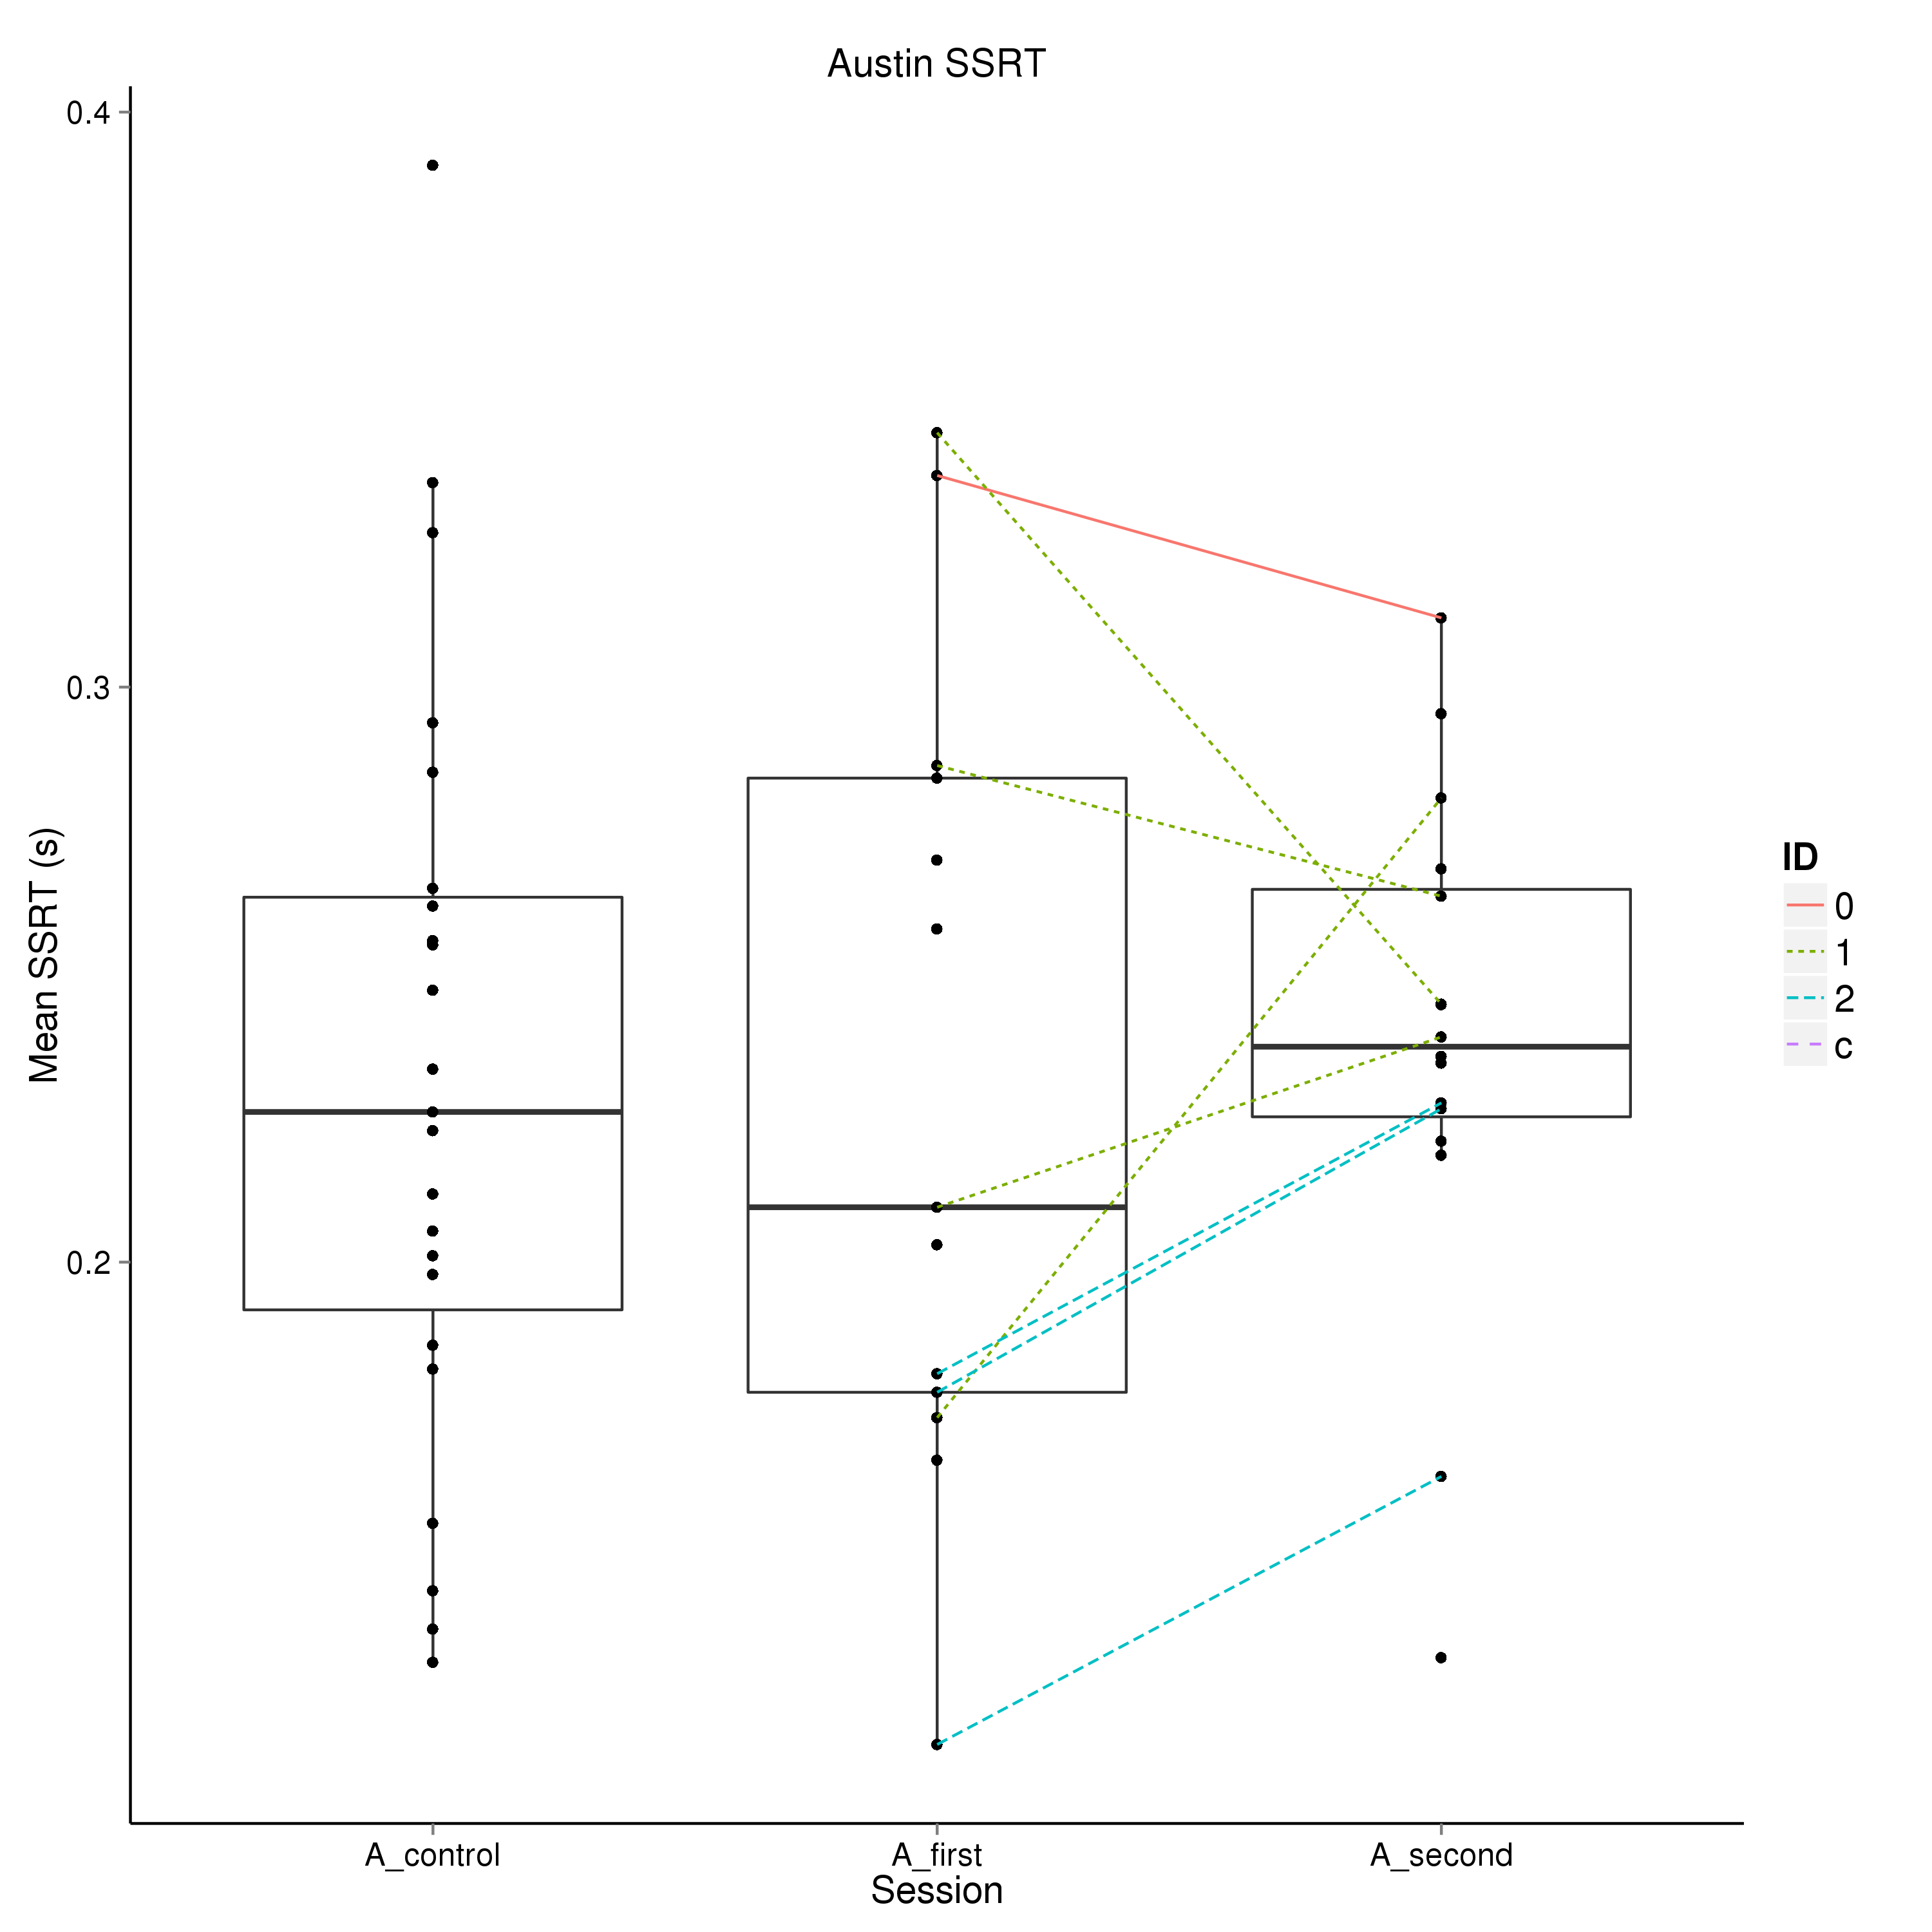 Austin SSRT
0.4
0.3
0.2
Mean SSRT (s)
A_control
A_first
A_second
Session
ID
0
1
2
c